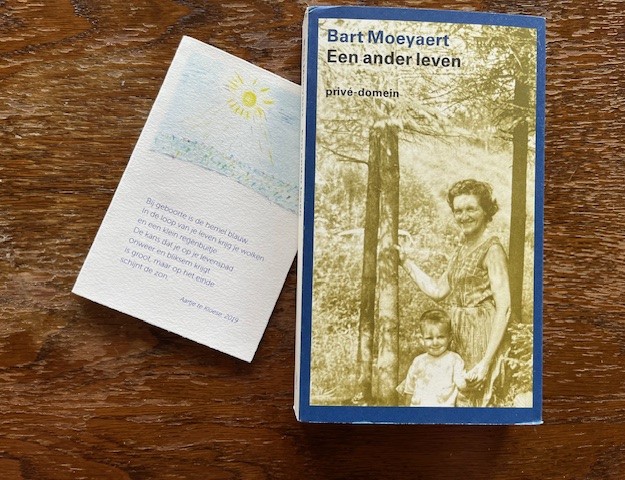 Bij geboorte is de hemel blauw.
In de loop van je leven krijg je wolken
en een klein regenbuitje.
De kans dat je op je levenspad
onweer en bliksem krijgt
is groot, maar op het einde
schijnt de zon.
Aartje te 2019
Bart Moeyaert
Een ander leven
privé-domein